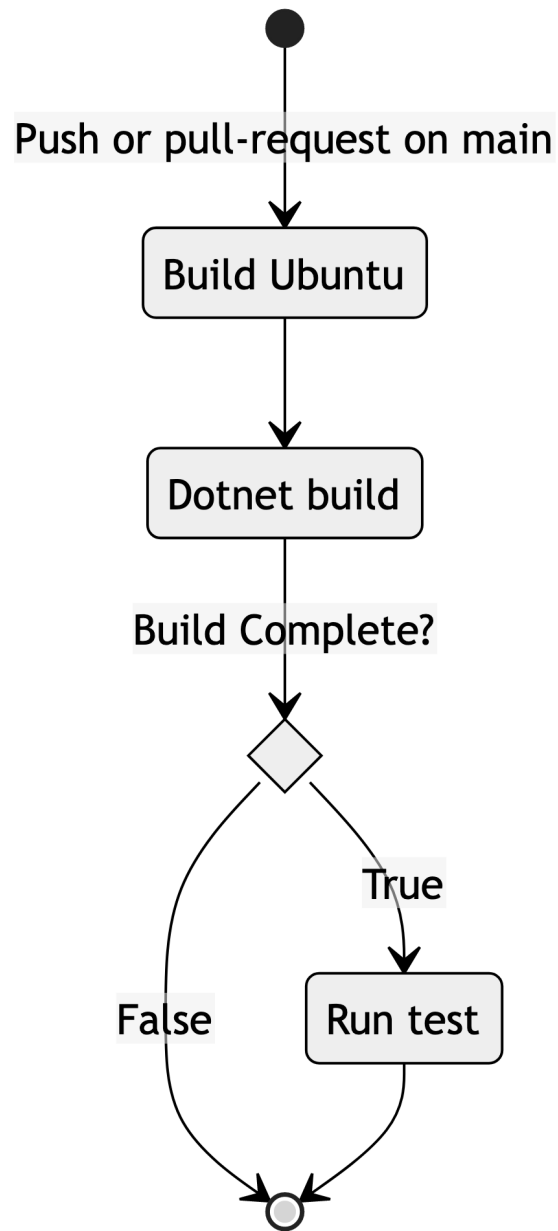 Push or pull-request on main
Build Ubuntu
Dotnet build
Build Complete?
True
False
Run test